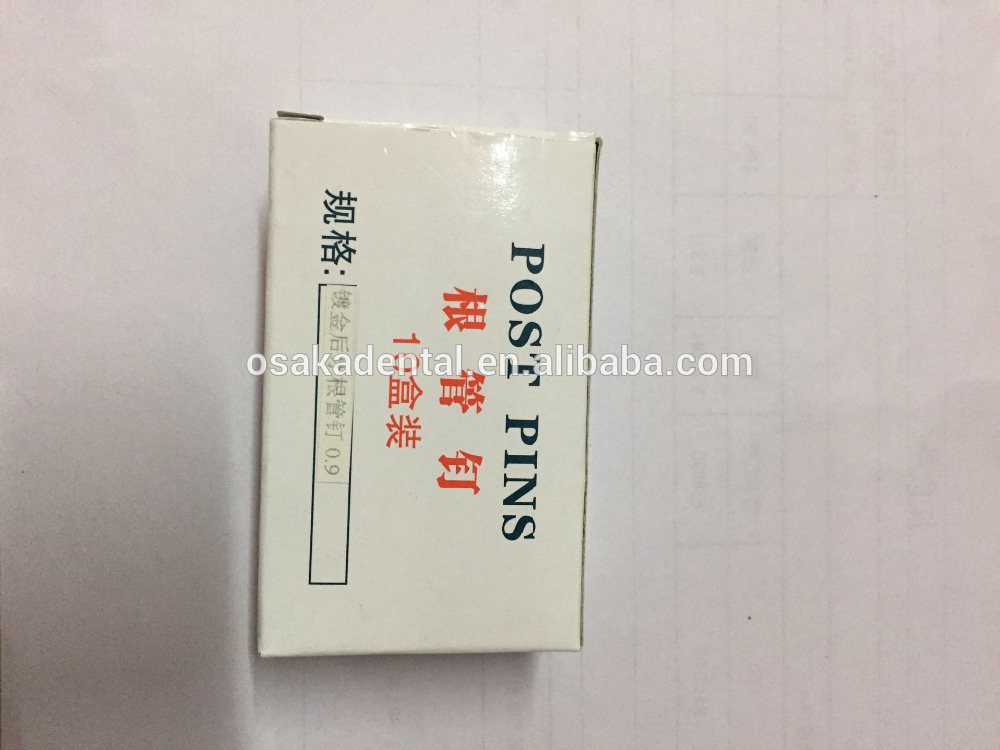 POST PINS
根管钉
10盒装
规格:
镀金后牙根管钉 0.9
osakadental.en.alibaba.com